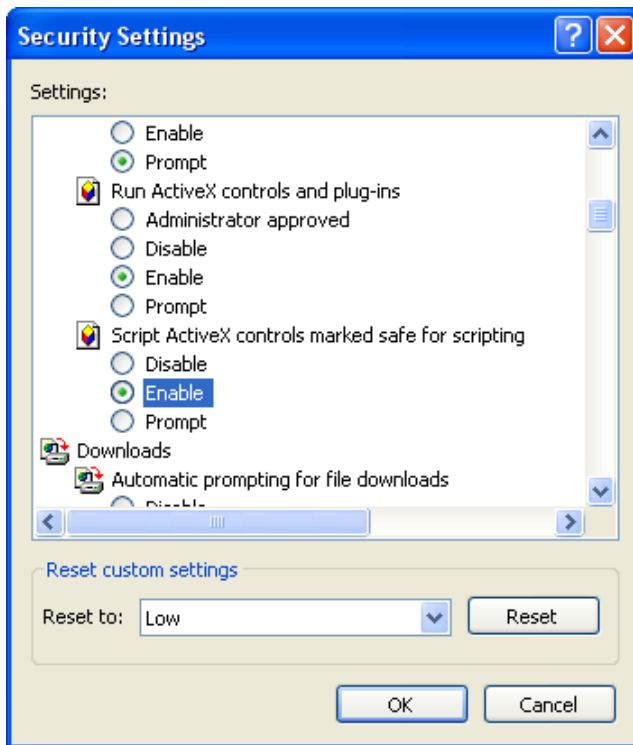 Security Settings
Settings:
Enable
Prompt
Run ActiveX controls and plug-ins
Administrator approved
Disable
Enable
Prompt
Script ActiveX controls marked safe for scripting
Disable
Enable
Prompt
Downloads
Automatic prompting for file downloads
Disable
Reset custom settings
Reset to: Low Reset
OK Cancel